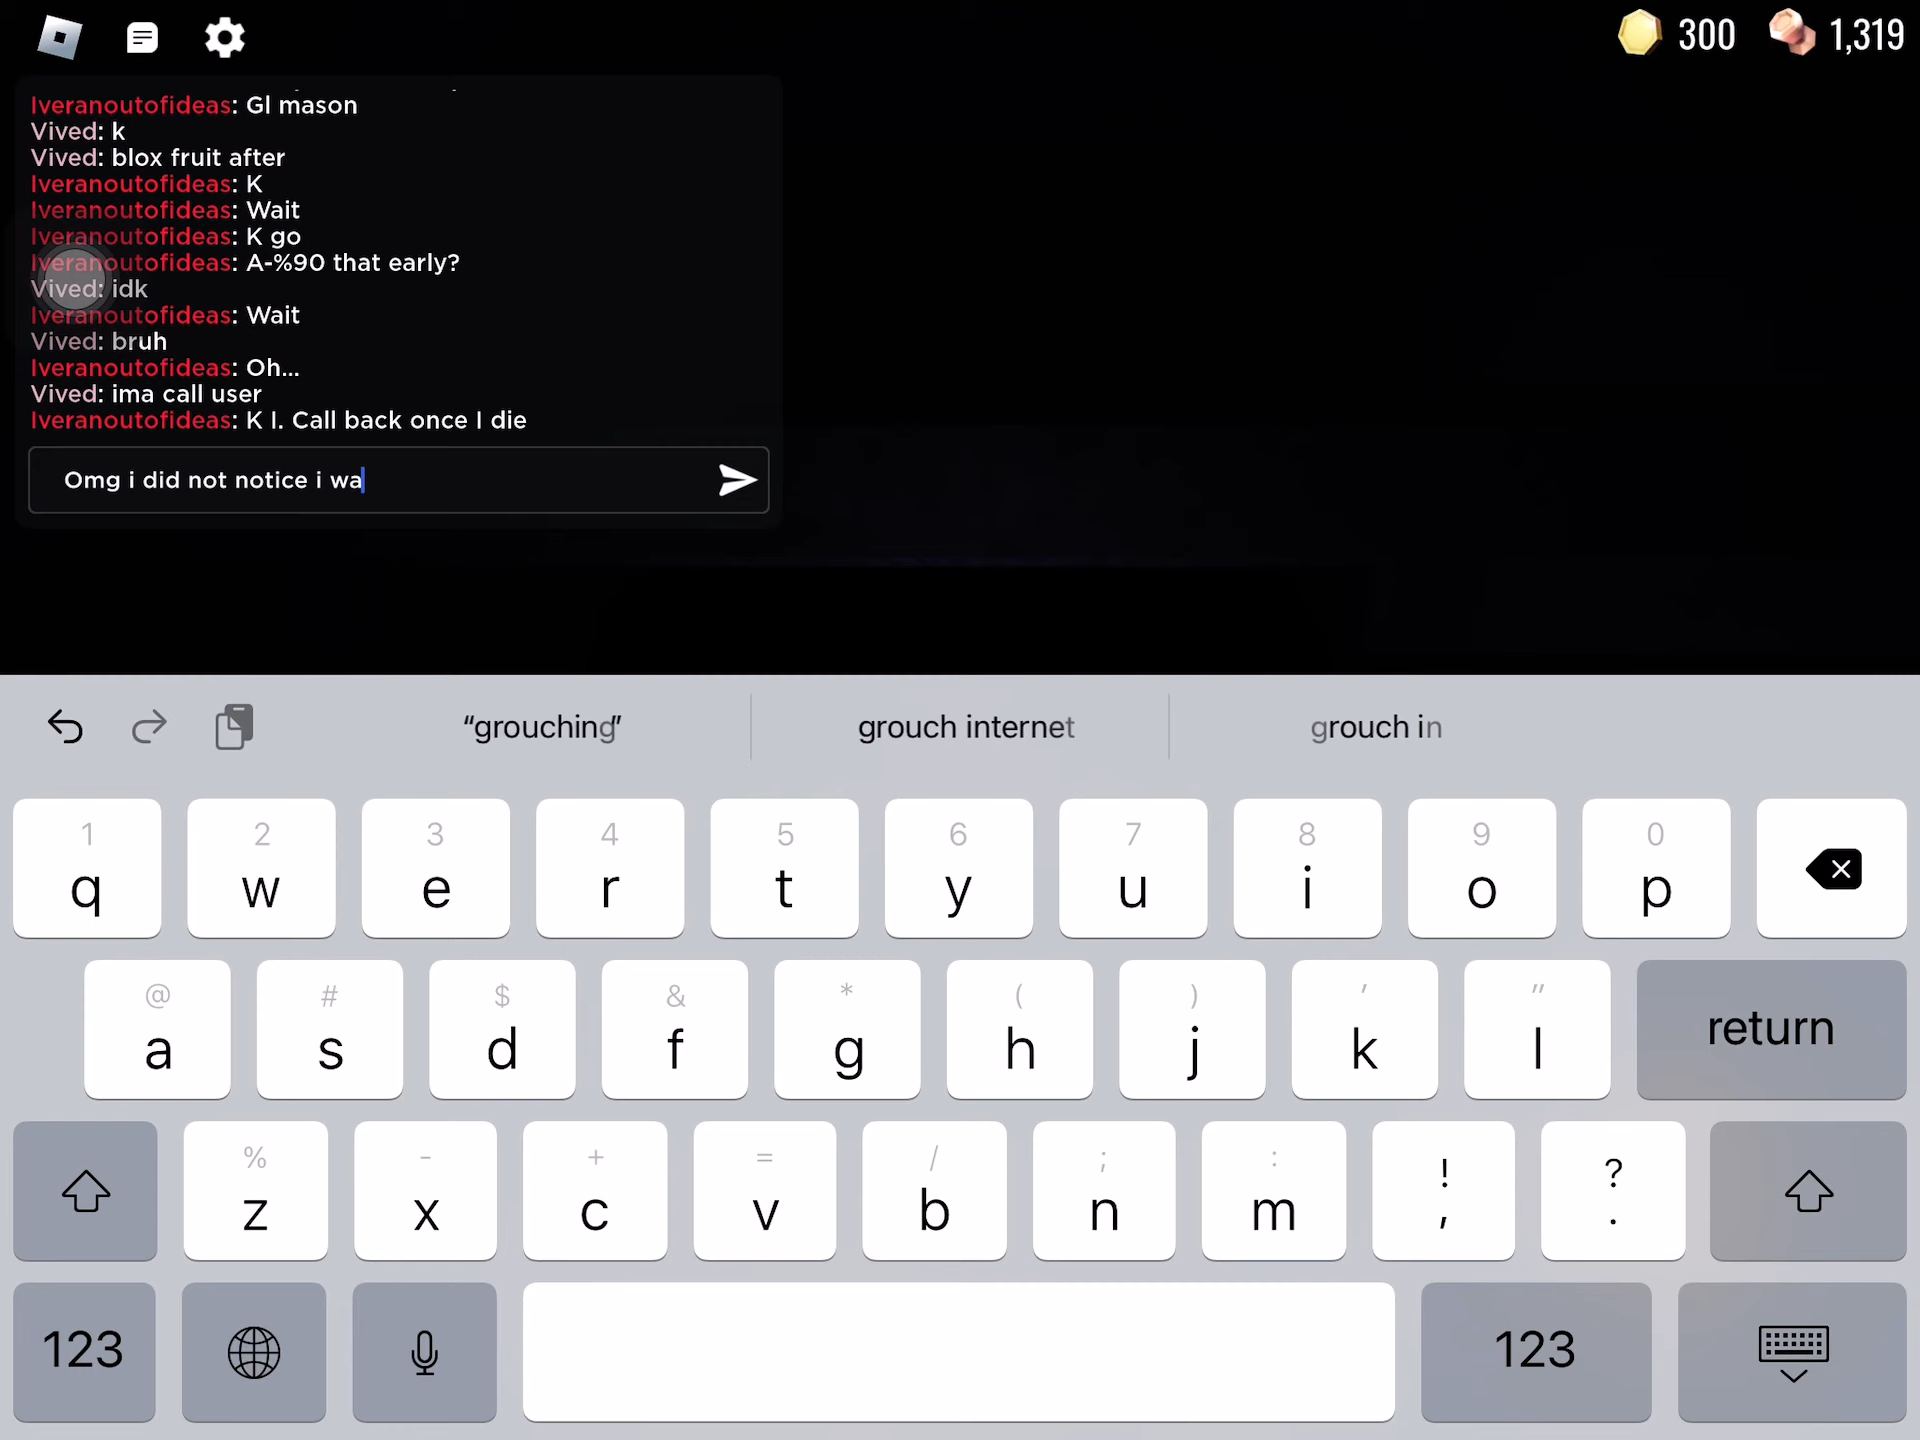 300 1,319
Iveranoutofideas: Gl mason
Vived: k
Vived: blox fruit after
Iveranoutofideas: K
Iveranoutofideas: Wait
Iveranoutofideas: K go
Iveranoutofideas: A-%90 that early?
Vived: idk
Iveranoutofideas: Wait
Vived: bruh
Iveranoutofideas: Oh...
Vived: ima call user
Iveranoutofideas: K I. Call back once I die
Omg i did not notice i wa
“grouching” grouch internet grouch in
1 2 3 4 5 6 7 8 9 0
q w e r t y u i o p
@ # $ & * ( ) ' "
a s d f g h j k l return
% - + = / ; : ! ?
z x c v b n m , .
123 123